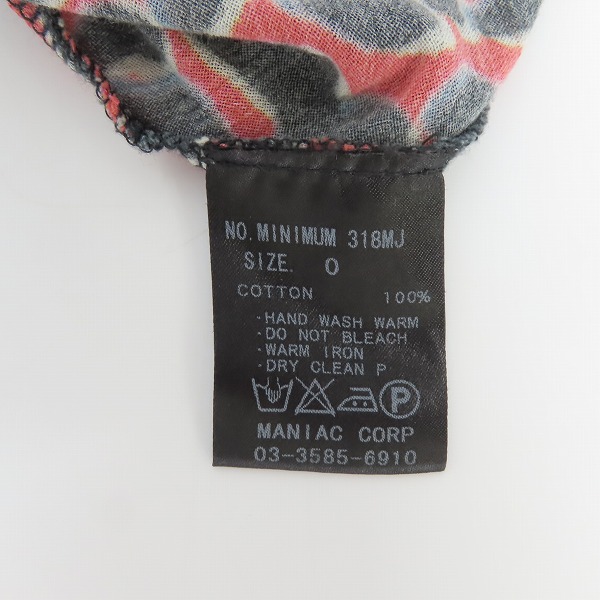 NO. MINIMUM 318MJ
SIZE. 0
COTTON 100%
・HAND WASH WARM
・DO NOT BLEACH
・WARM IRON
・DRY CLEAN P
P
MANIAC CORP
03-3585-6910